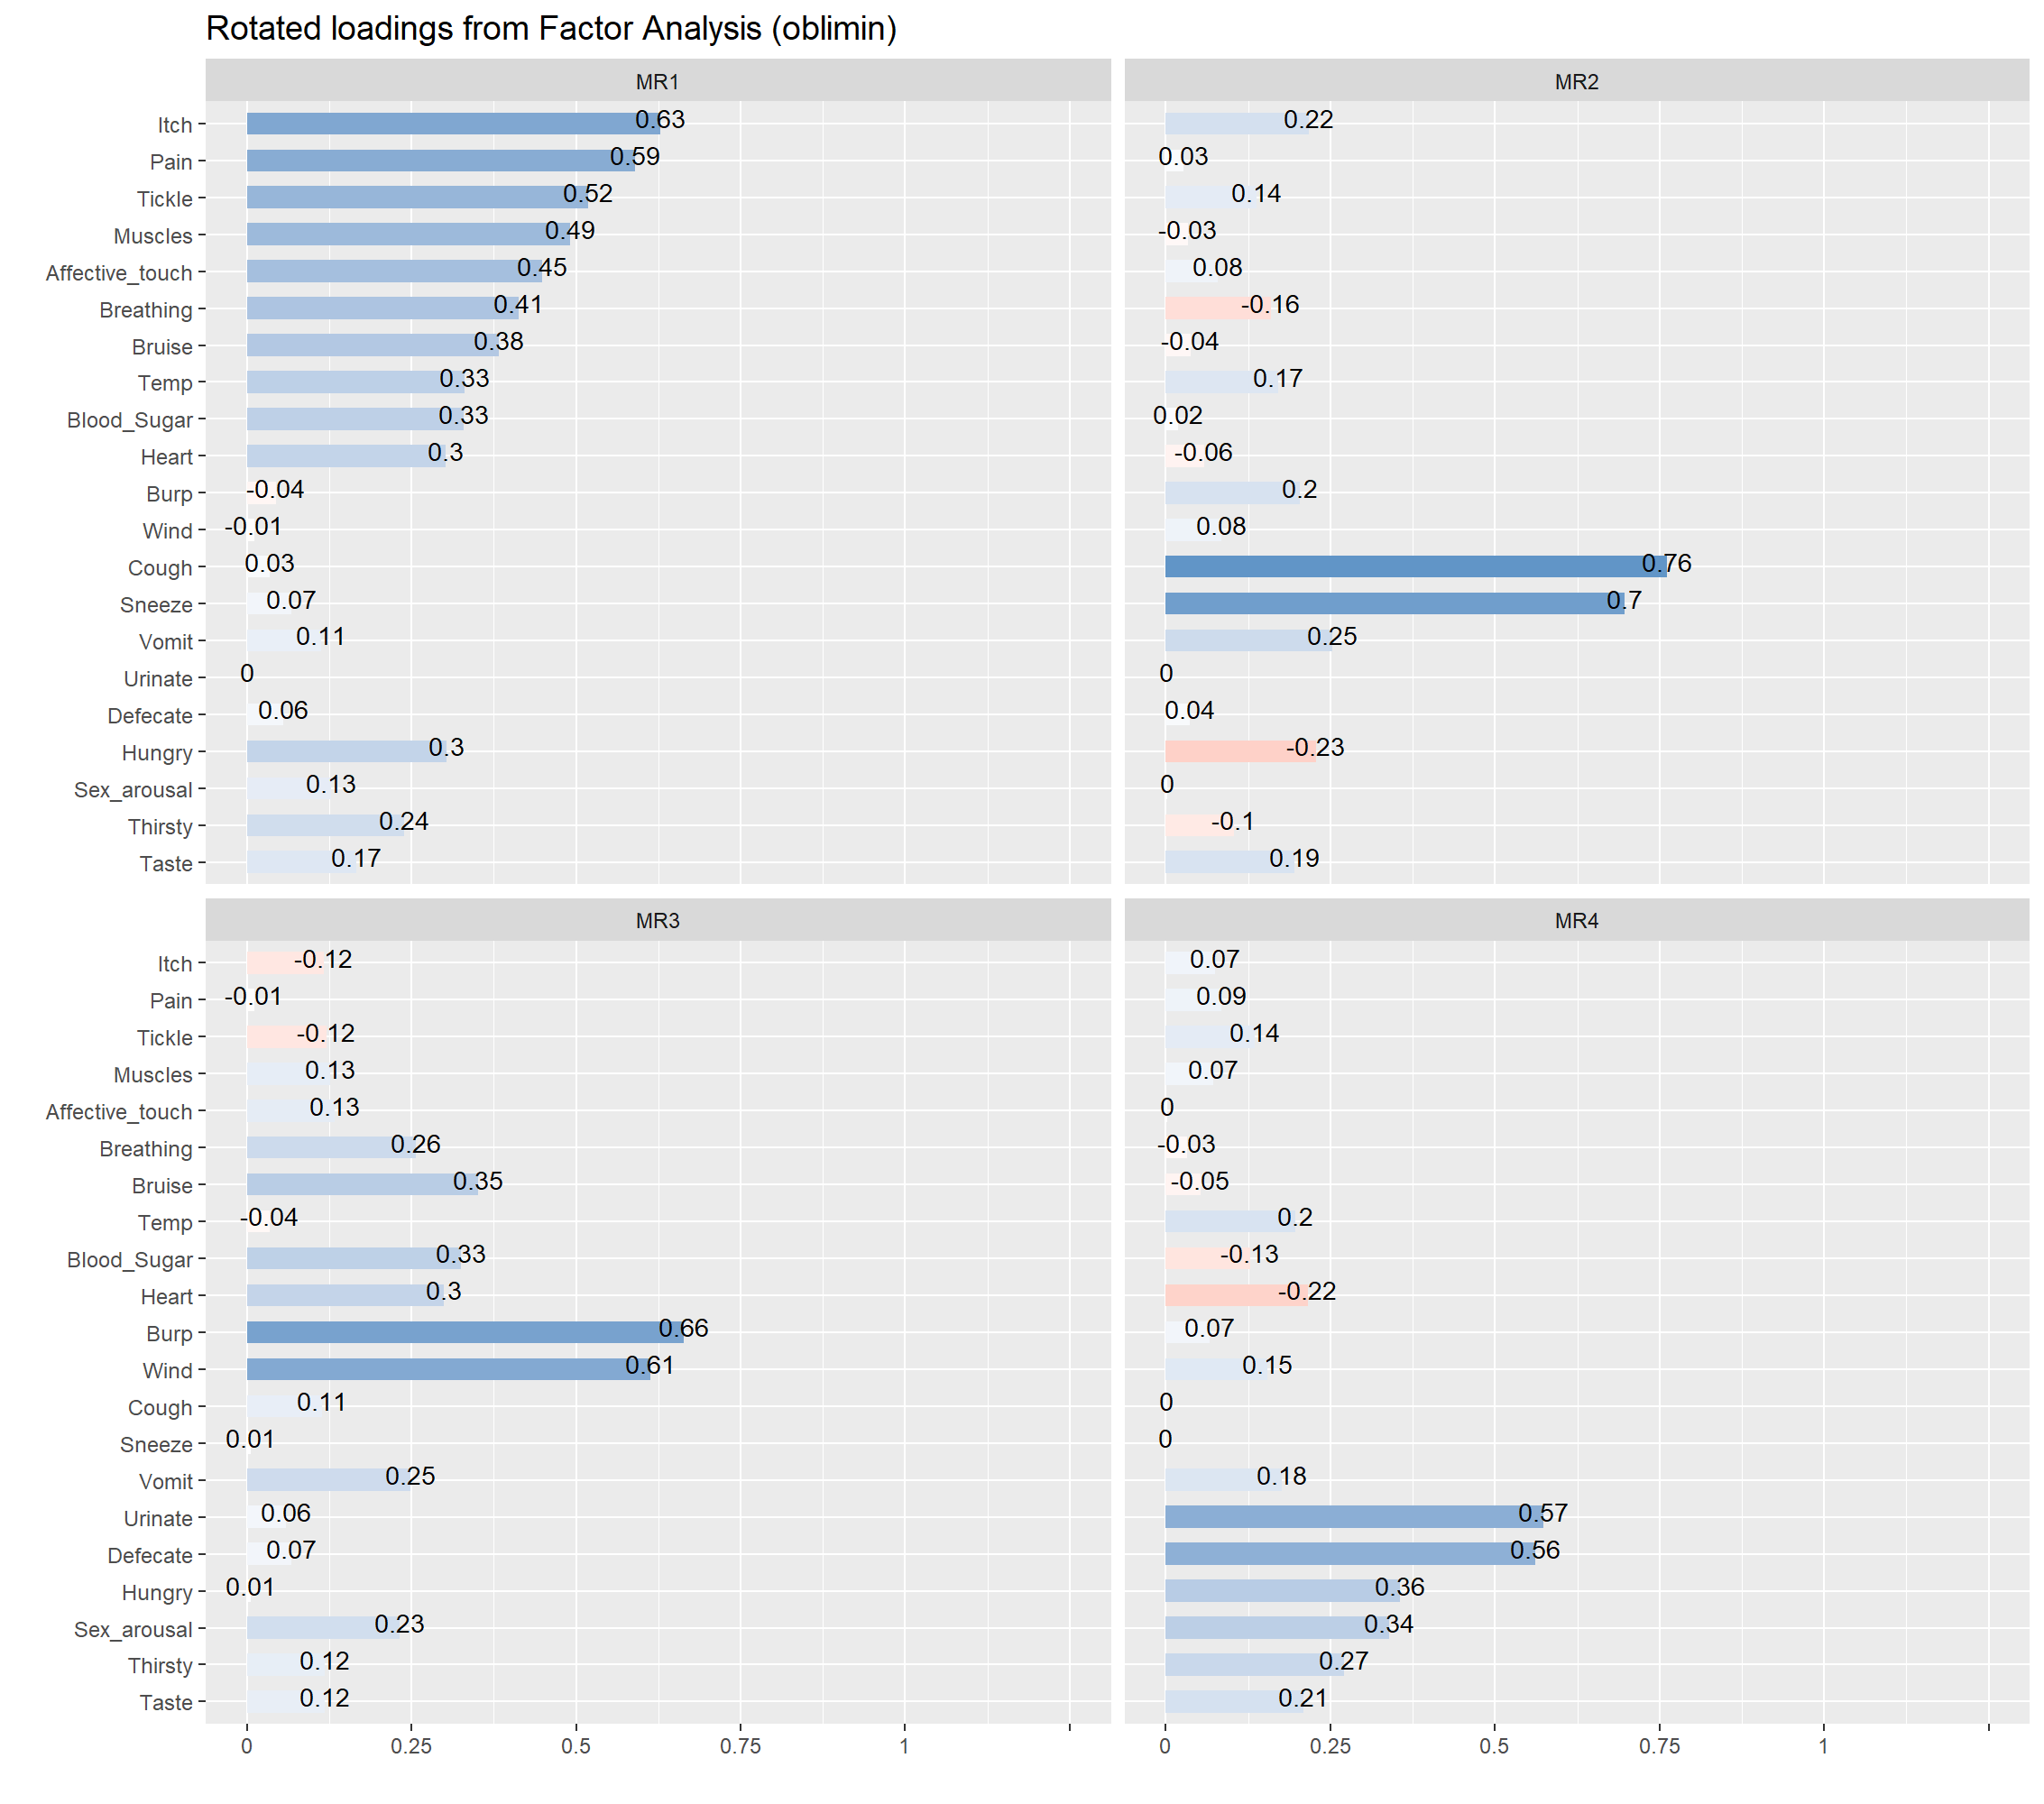 Rotated loadings from Factor Analysis (oblimin)
MR1 MR2
Itch 0.63 0.22
Pain 0.59 0.03
Tickle 0.52 0.14
Muscles 0.49 -0.03
Affective_touch 0.45 0.08
Breathing 0.41 -0.16
Bruise 0.38 -0.04
Temp 0.33 0.17
Blood_Sugar 0.33 0.02
Heart 0.3 -0.06
Burp -0.04 0.2
Wind -0.01 0.08
Cough 0.03 0.76
Sneeze 0.07 0.7
Vomit 0.11 0.25
Urinate 0 0
Defecate 0.06 0.04
Hungry 0.3 -0.23
Sex_arousal 0.13 0
Thirsty 0.24 -0.1
Taste 0.17 0.19
MR3 MR4
Itch -0.12 0.07
Pain -0.01 0.09
Tickle -0.12 0.14
Muscles 0.13 0.07
Affective_touch 0.13 0
Breathing 0.26 -0.03
Bruise 0.35 -0.05
Temp -0.04 0.2
Blood_Sugar 0.33 -0.13
Heart 0.3 -0.22
Burp 0.66 0.07
Wind 0.61 0.15
Cough 0.11 0
Sneeze 0.01 0
Vomit 0.25 0.18
Urinate 0.06 0.57
Defecate 0.07 0.56
Hungry 0.01 0.36
Sex_arousal 0.23 0.34
Thirsty 0.12 0.27
Taste 0.12 0.21
0 0.25 0.5 0.75 1 0 0.25 0.5 0.75 1